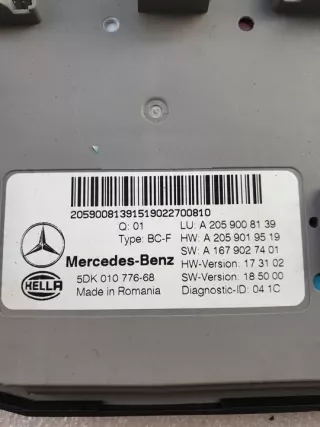 2059008139151902270081​0
Q: 01 LU: A 205 900 81 39
Type: BC-F HW: A 205 901 95 19
SW: A 167 902 74 01
Mercedes-Benz HW-Version: 17 31 02
5DK 010 776-68 SW-Version: 18 50 00
HELLA Made in Romania Diagnostic-ID: 04 1C